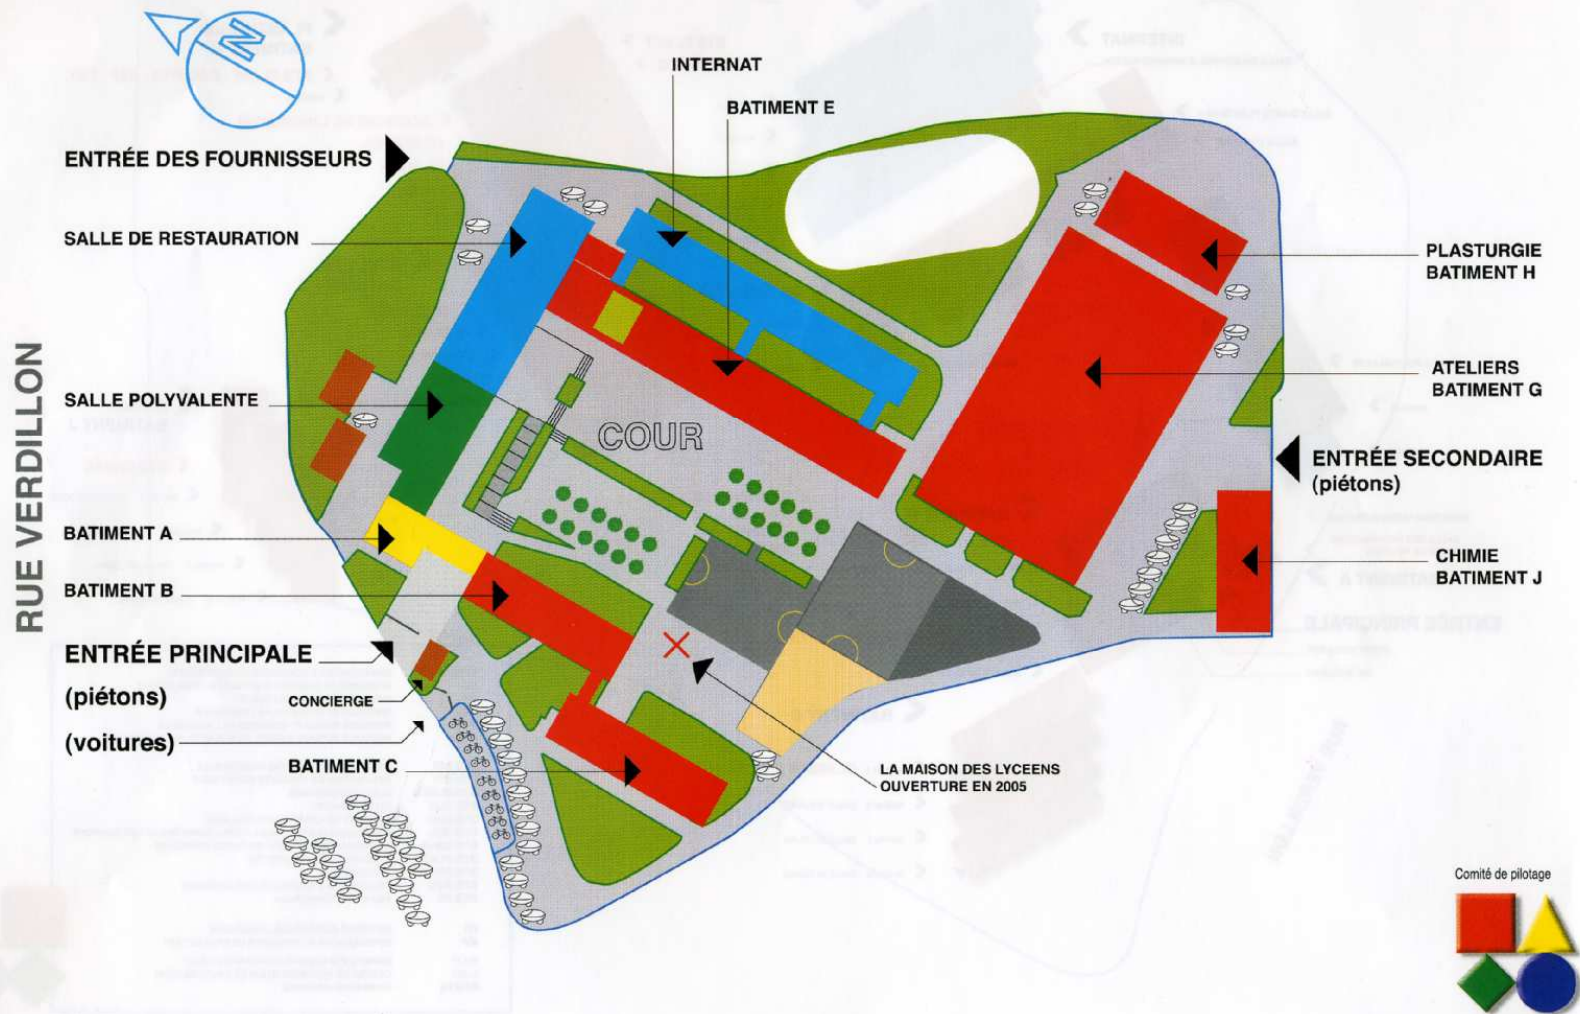 N
INTERNAT
BATIMENT E
ENTRÉE DES FOURNISSEURS
SALLE DE RESTAURATION
PLASTURGIE
BATIMENT H
ATELIERS
BATIMENT G
SALLE POLYVALENTE
COUR
ENTRÉE SECONDAIRE
(piétons)
RUE VERDILLON
BATIMENT A
CHIMIE
BATIMENT J
BATIMENT B
ENTRÉE PRINCIPALE
(piétons)
CONCIERGE
(voitures)
BATIMENT C
LA MAISON DES LYCEENS
OUVERTURE EN 2005
Comité de pilotage